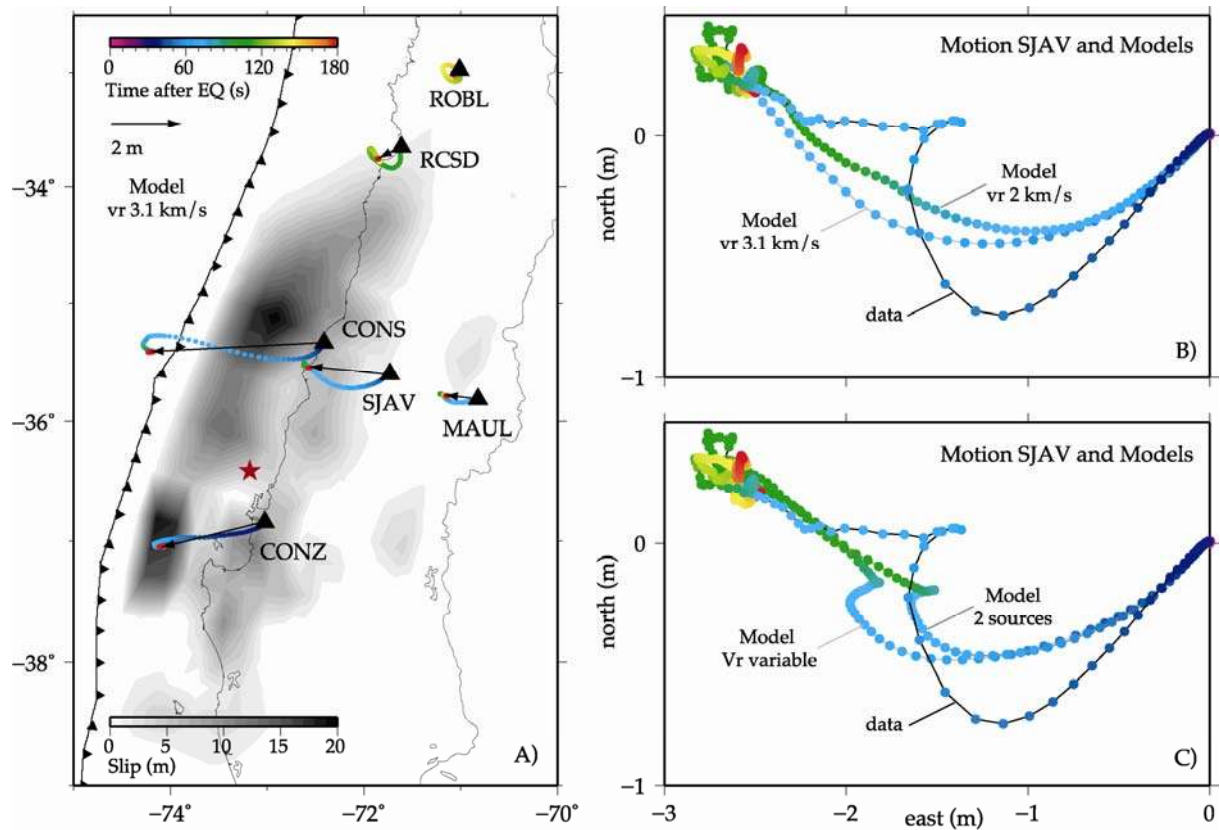 0 60 120 180
Time after EQ (s)
2 m
Model
vr 3.1 km/s
ROBL
RCSD
CONS
SJAV
MAUL
CONZ
−34°
−36°
−38°
0 5 10 15 20
Slip (m)
A)
−74° −72° −70°
Motion SJAV and Models
Model
vr 2 km/s
Model
vr 3.1 km/s
data
B)
0
−1
north (m)
Motion SJAV and Models
Model
2 sources
Model
Vr variable
data
C)
0
−1
north (m)
−3 −2 −1 0
east (m)